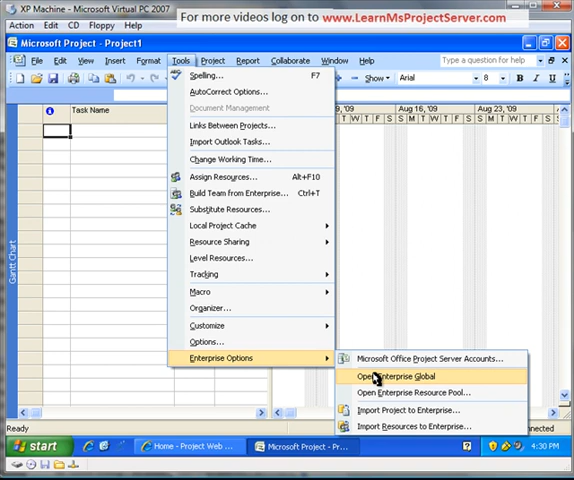 XP Machine - Microsoft Virtual PC 2007
For more videos log on to www.LearnMsProjectServer.com
Action Edit CD Floppy Help
Microsoft Project - Project1
File Edit View Insert Format Tools Project Report Collaborate Window Help Type a question for help
Show Arial 8 B I U
Task Name
Spelling... F7
AutoCorrect Options...
Document Management
Links Between Projects...
Import Outlook Tasks...
Change Working Time...
Assign Resources... Alt+F10
Build Team from Enterprise... Ctrl+T
Substitute Resources...
Local Project Cache
Resource Sharing
Level Resources...
Tracking
Macro
Organizer...
Customize
Options...
Enterprise Options
9, '09 Aug 16, '09 Aug 23, '09
T W T F S S M T W T F S S M T W T F S
Gantt Chart
Microsoft Office Project Server Accounts...
Open Enterprise Global
Open Enterprise Resource Pool...
Import Project to Enterprise...
Import Resources to Enterprise...
Ready
start Home - Project Web ... Microsoft Project - Pr... 4:30 PM